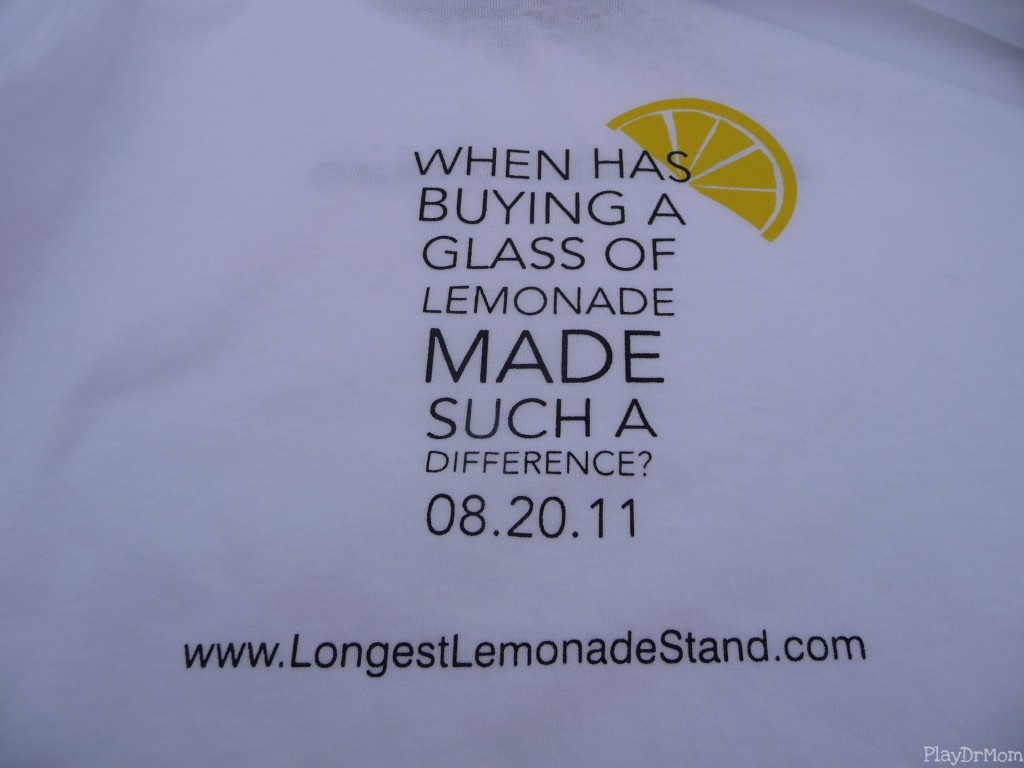 WHEN HAS
BUYING A
GLASS OF
LEMONADE
MADE
SUCH A
DIFFERENCE?
08.20.11
www.LongestLemonadeStand.com
PlayDrMom